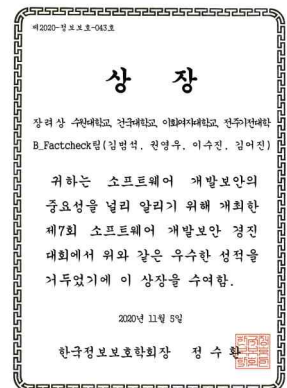 제2020-정보보호-043호
상 장
장려상 수원대학교, 건국대학교, 이화여자대학교, 전주기전대학
B_Factcheck팀(김범석, 권영우, 이수진, 김어진)
귀하는 소프트웨어 개발보안의
중요성을 널리 알리기 위해 개최한
제7회 소프트웨어 개발보안 경진
대회에서 위와 같은 우수한 성적을
거두었기에 이 상장을 수여함.
2020년 11월 5일
한국정보보호학회장 정 수 환